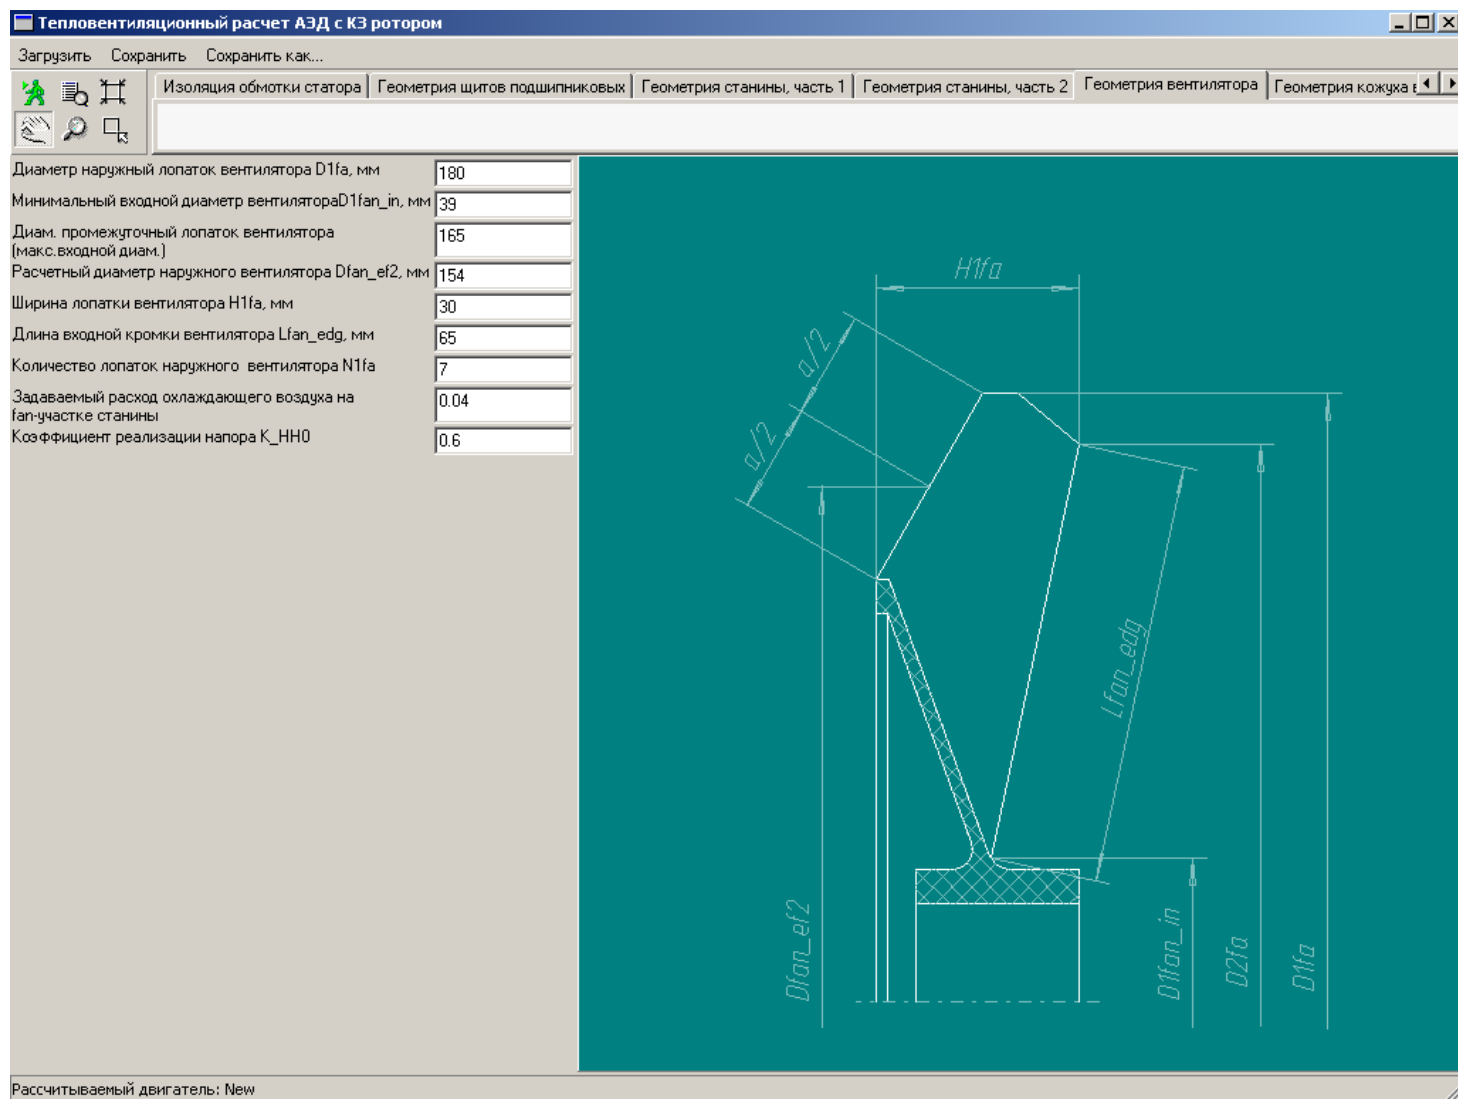 Тепловентиляционный расчет АЭД с КЗ ротором
Загрузить Сохранить Сохранить как...
Изоляция обмотки статора Геометрия щитов подшипниковых Геометрия станины, часть 1 Геометрия станины, часть 2 Геометрия вентилятора Геометрия кожуха
Диаметр наружный лопаток вентилятора D1fa, мм 180
Минимальный входной диаметр вентилятораD1fan_in, мм 39
Диам. промежуточный лопаток вентилятора 165
(макс.входной диам.)
Расчетный диаметр наружного вентилятора Dfan_ef2, мм 154
Ширина лопатки вентилятора H1fa, мм 30
Длина входной кромки вентилятора Lfan_edg, мм 65
Количество лопаток наружного вентилятора N1fa 7
Задаваемый расход охлаждающего воздуха на 0.04
fan-участке станины
Коэффициент реализации напора K_HH0 0.6
H1fa
a/2
a/2
Lfan_edg
Dfan_ef2
D1fan_in
D2fa
D1fa
Рассчитываемый двигатель: New